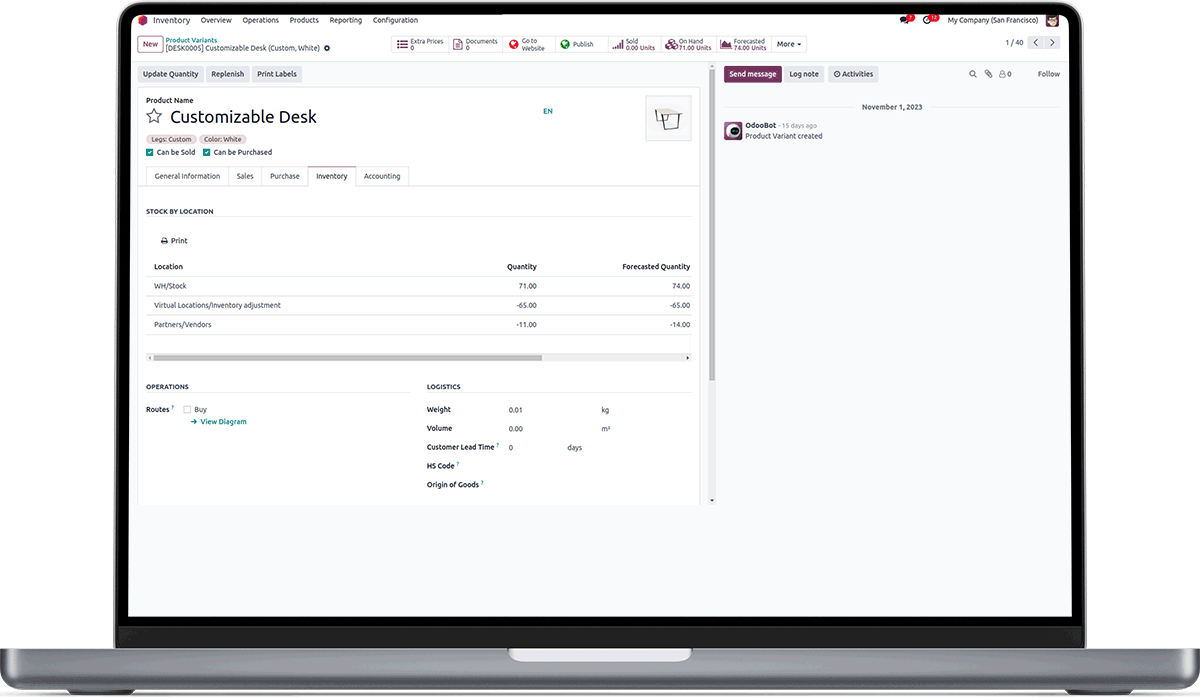 Inventory Overview Operations Products Reporting Configuration 7 12 My Company (San Francisco)
New Product Variants
[DESK0005] Customizable Desk (Custom, White)
Extra Prices 0 Documents 0 Go to Website Publish Sold 0.00 Units On Hand 71.00 Units Forecasted 74.00 Units More 1 / 40
Update Quantity Replenish Print Labels Send message Log note Activities 0 Follow
Product Name
Customizable Desk EN
Legs: Custom Color: White
Can be Sold Can be Purchased
General Information Sales Purchase Inventory Accounting
STOCK BY LOCATION
Print
Location Quantity Forecasted Quantity
WH/Stock 71.00 74.00
Virtual Locations/Inventory adjustment -65.00 -65.00
Partners/Vendors -11.00 -14.00
OPERATIONS
Routes ? Buy
View Diagram
LOGISTICS
Weight 0.01 kg
Volume 0.00 m³
Customer Lead Time ? 0 days
HS Code ?
Origin of Goods ?
November 1, 2023
OdooBot - 15 days ago
Product Variant created